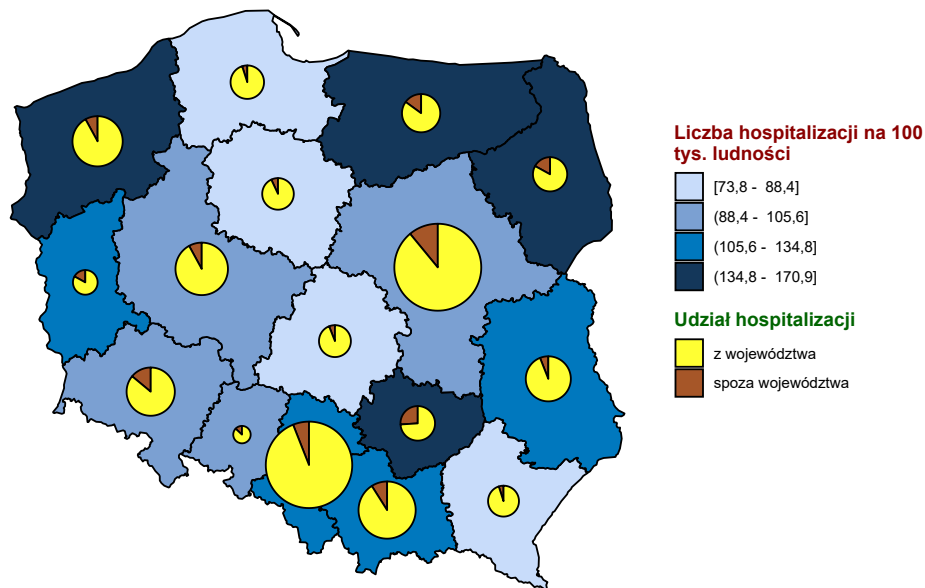 Liczba hospitalizacji na 100
tys. ludności
[73,8 - 88,4]
(88,4 - 105,6]
(105,6 - 134,8]
(134,8 - 170,9]
Udział hospitalizacji
z województwa
spoza województwa